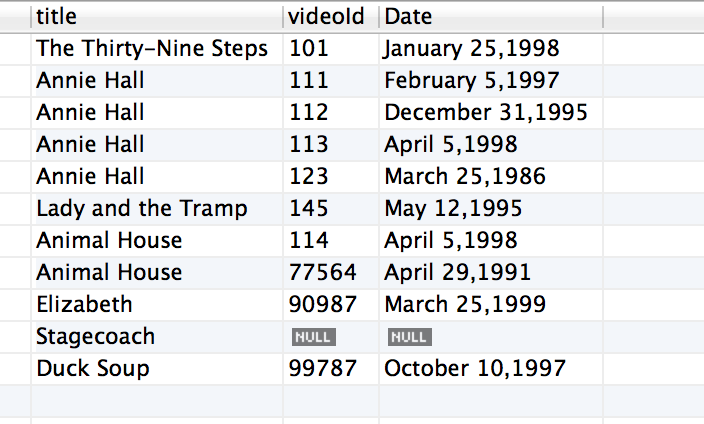 title videoId Date
The Thirty-Nine Steps 101 January 25,1998
Annie Hall 111 February 5,1997
Annie Hall 112 December 31,1995
Annie Hall 113 April 5,1998
Annie Hall 123 March 25,1986
Lady and the Tramp 145 May 12,1995
Animal House 114 April 5,1998
Animal House 77564 April 29,1991
Elizabeth 90987 March 25,1999
Stagecoach NULL NULL
Duck Soup 99787 October 10,1997